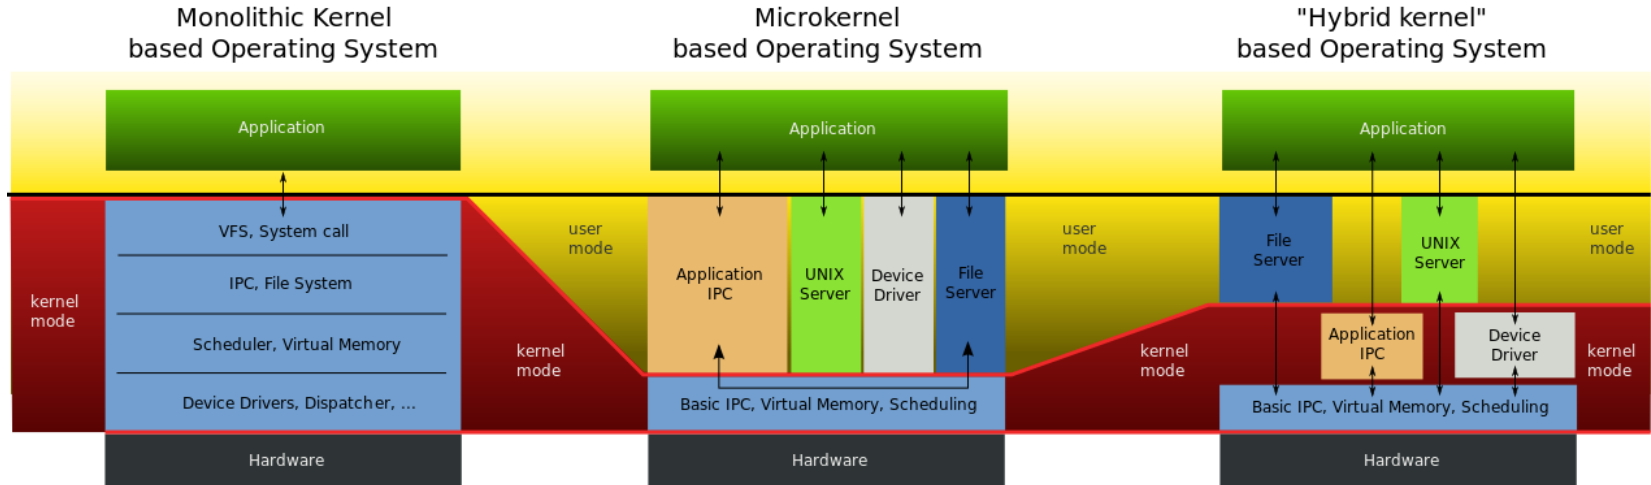 Monolithic Kernel
based Operating System
Microkernel
based Operating System
"Hybrid kernel"
based Operating System
Application
Application
Application
VFS, System call
IPC, File System
Scheduler, Virtual Memory
Device Drivers, Dispatcher, ...
kernel
mode
user
mode
kernel
mode
Application
IPC
UNIX
Server
Device
Driver
File
Server
Basic IPC, Virtual Memory, Scheduling
user
mode
kernel
mode
File
Server
UNIX
Server
user
mode
Application
IPC
Device
Driver
kernel
mode
Basic IPC, Virtual Memory, Scheduling
Hardware
Hardware
Hardware